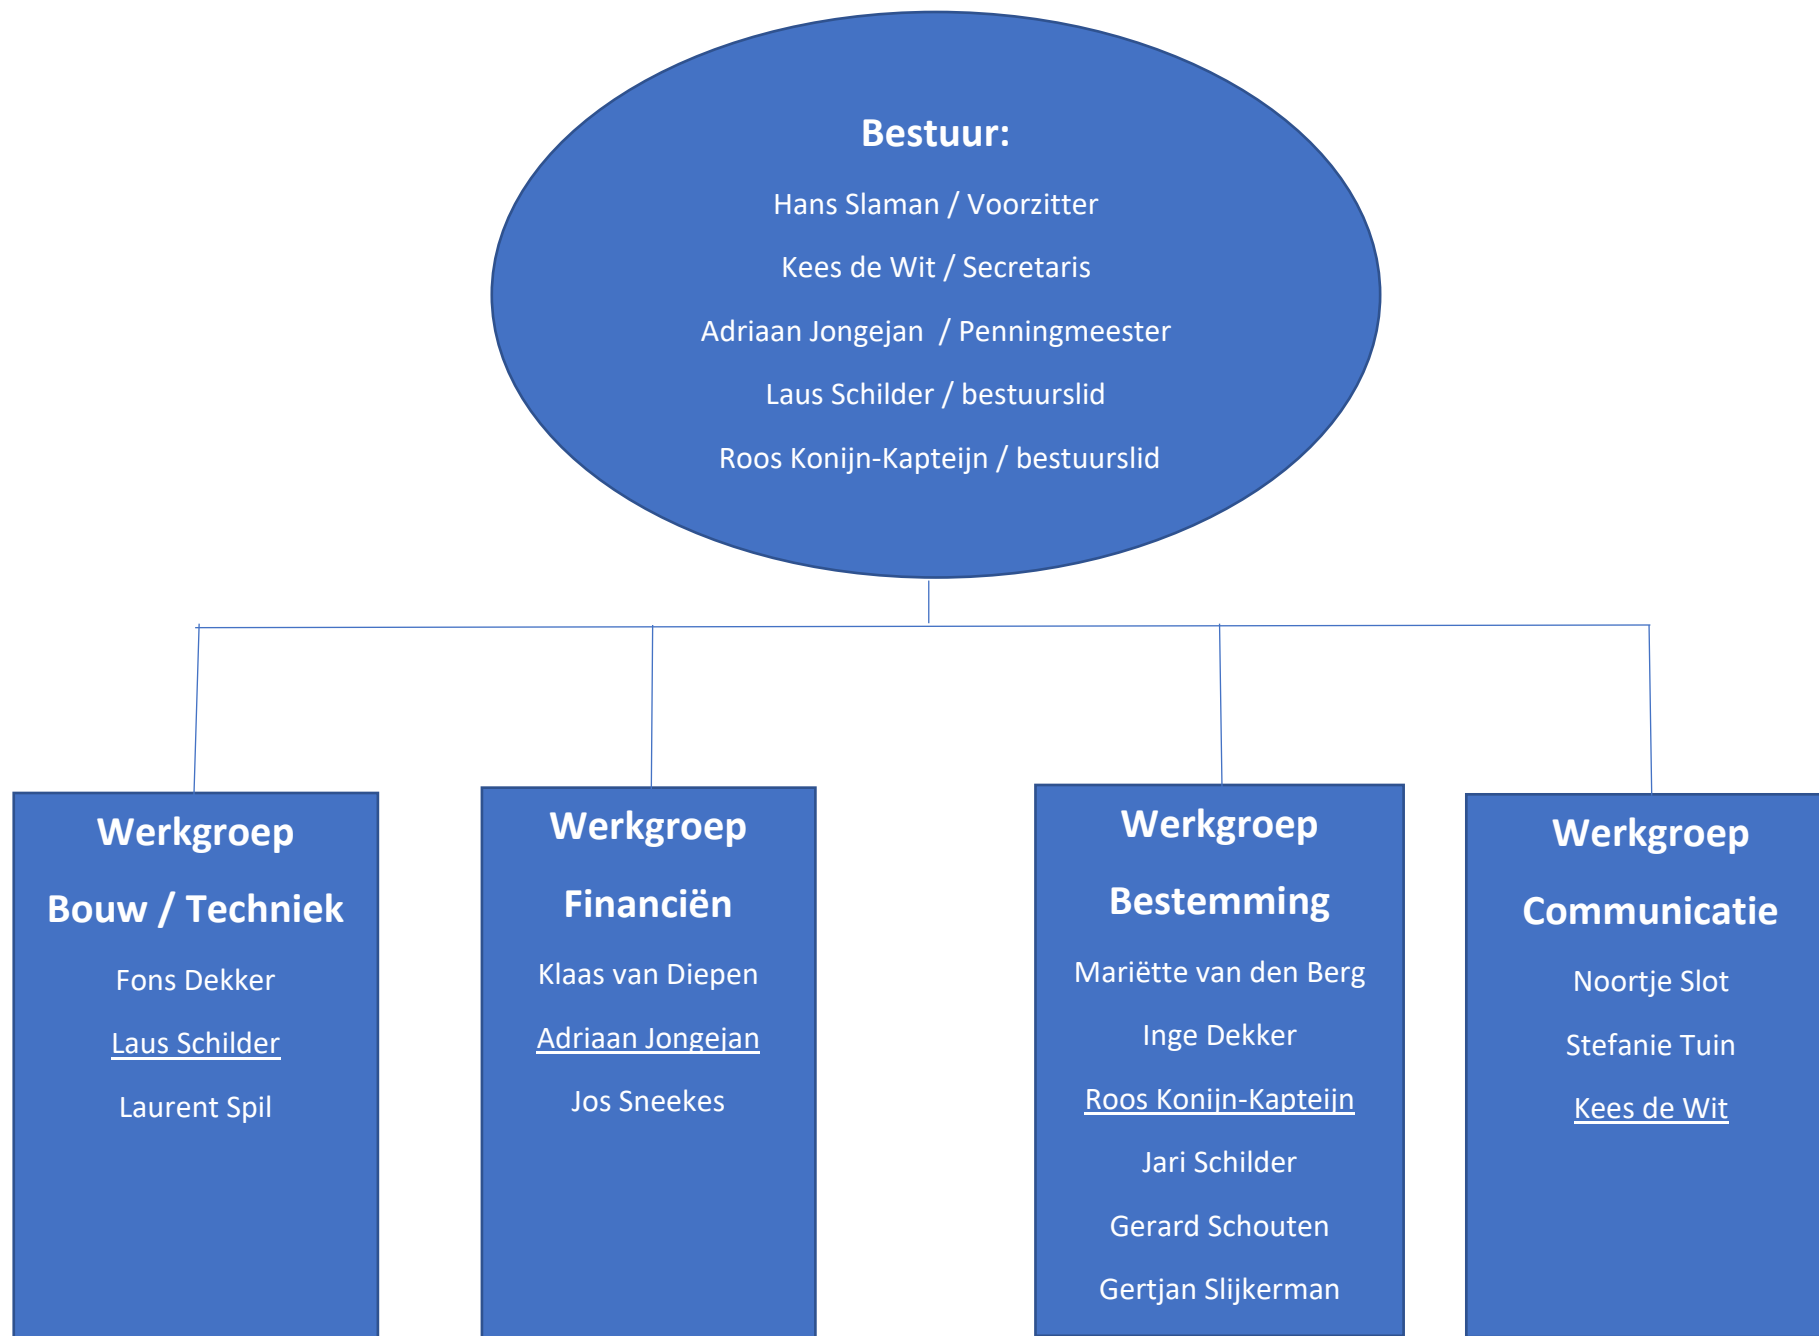 Bestuur:
Hans Slaman / Voorzitter
Kees de Wit / Secretaris
Adriaan Jongejan / Penningmeester
Laus Schilder / bestuurslid
Roos Konijn-Kapteijn / bestuurslid
Werkgroep
Bouw / Techniek
Fons Dekker
Laus Schilder
Laurent Spil
Werkgroep
Financiën
Klaas van Diepen
Adriaan Jongejan
Jos Sneekes
Werkgroep
Bestemming
Mariëtte van den Berg
Inge Dekker
Roos Konijn-Kapteijn
Jari Schilder
Gerard Schouten
Gertjan Slijkerman
Werkgroep
Communicatie
Noortje Slot
Stefanie Tuin
Kees de Wit